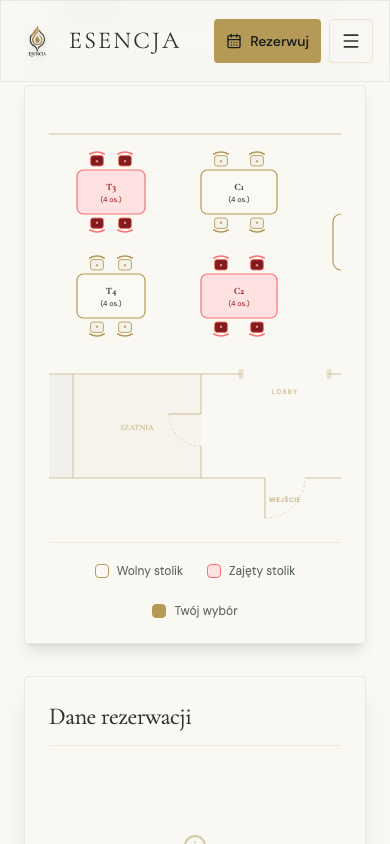 ESENCJA
ESENCJA
Rezerwuj
T3
(4 os.)
C1
(4 os.)
T4
(4 os.)
C2
(4 os.)
LOBBY
SZATNIA
WEJŚCIE
Wolny stolik
Zajęty stolik
Twój wybór
Dane rezerwacji